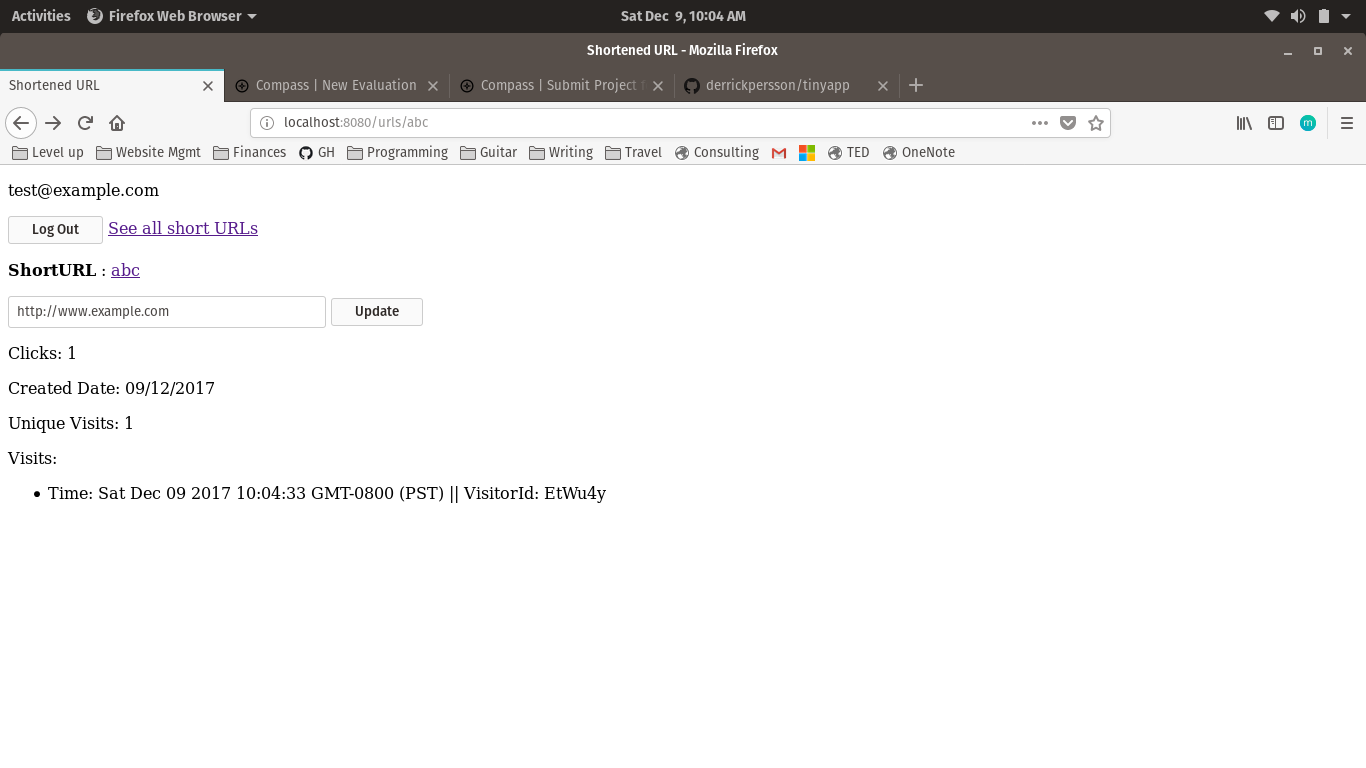 Activities Firefox Web Browser Sat Dec 9, 10:04 AM
Shortened URL - Mozilla Firefox
Shortened URL Compass | New Evaluation Compass | Submit Project derrickpersson/tinyapp
localhost:8080/urls/abc m
Level up Website Mgmt Finances GH Programming Guitar Writing Travel Consulting TED OneNote
test@example.com
Log Out See all short URLs
ShortURL : abc
http://www.example.com Update
Clicks: 1
Created Date: 09/12/2017
Unique Visits: 1
Visits:
• Time: Sat Dec 09 2017 10:04:33 GMT-0800 (PST) || VisitorId: EtWu4y